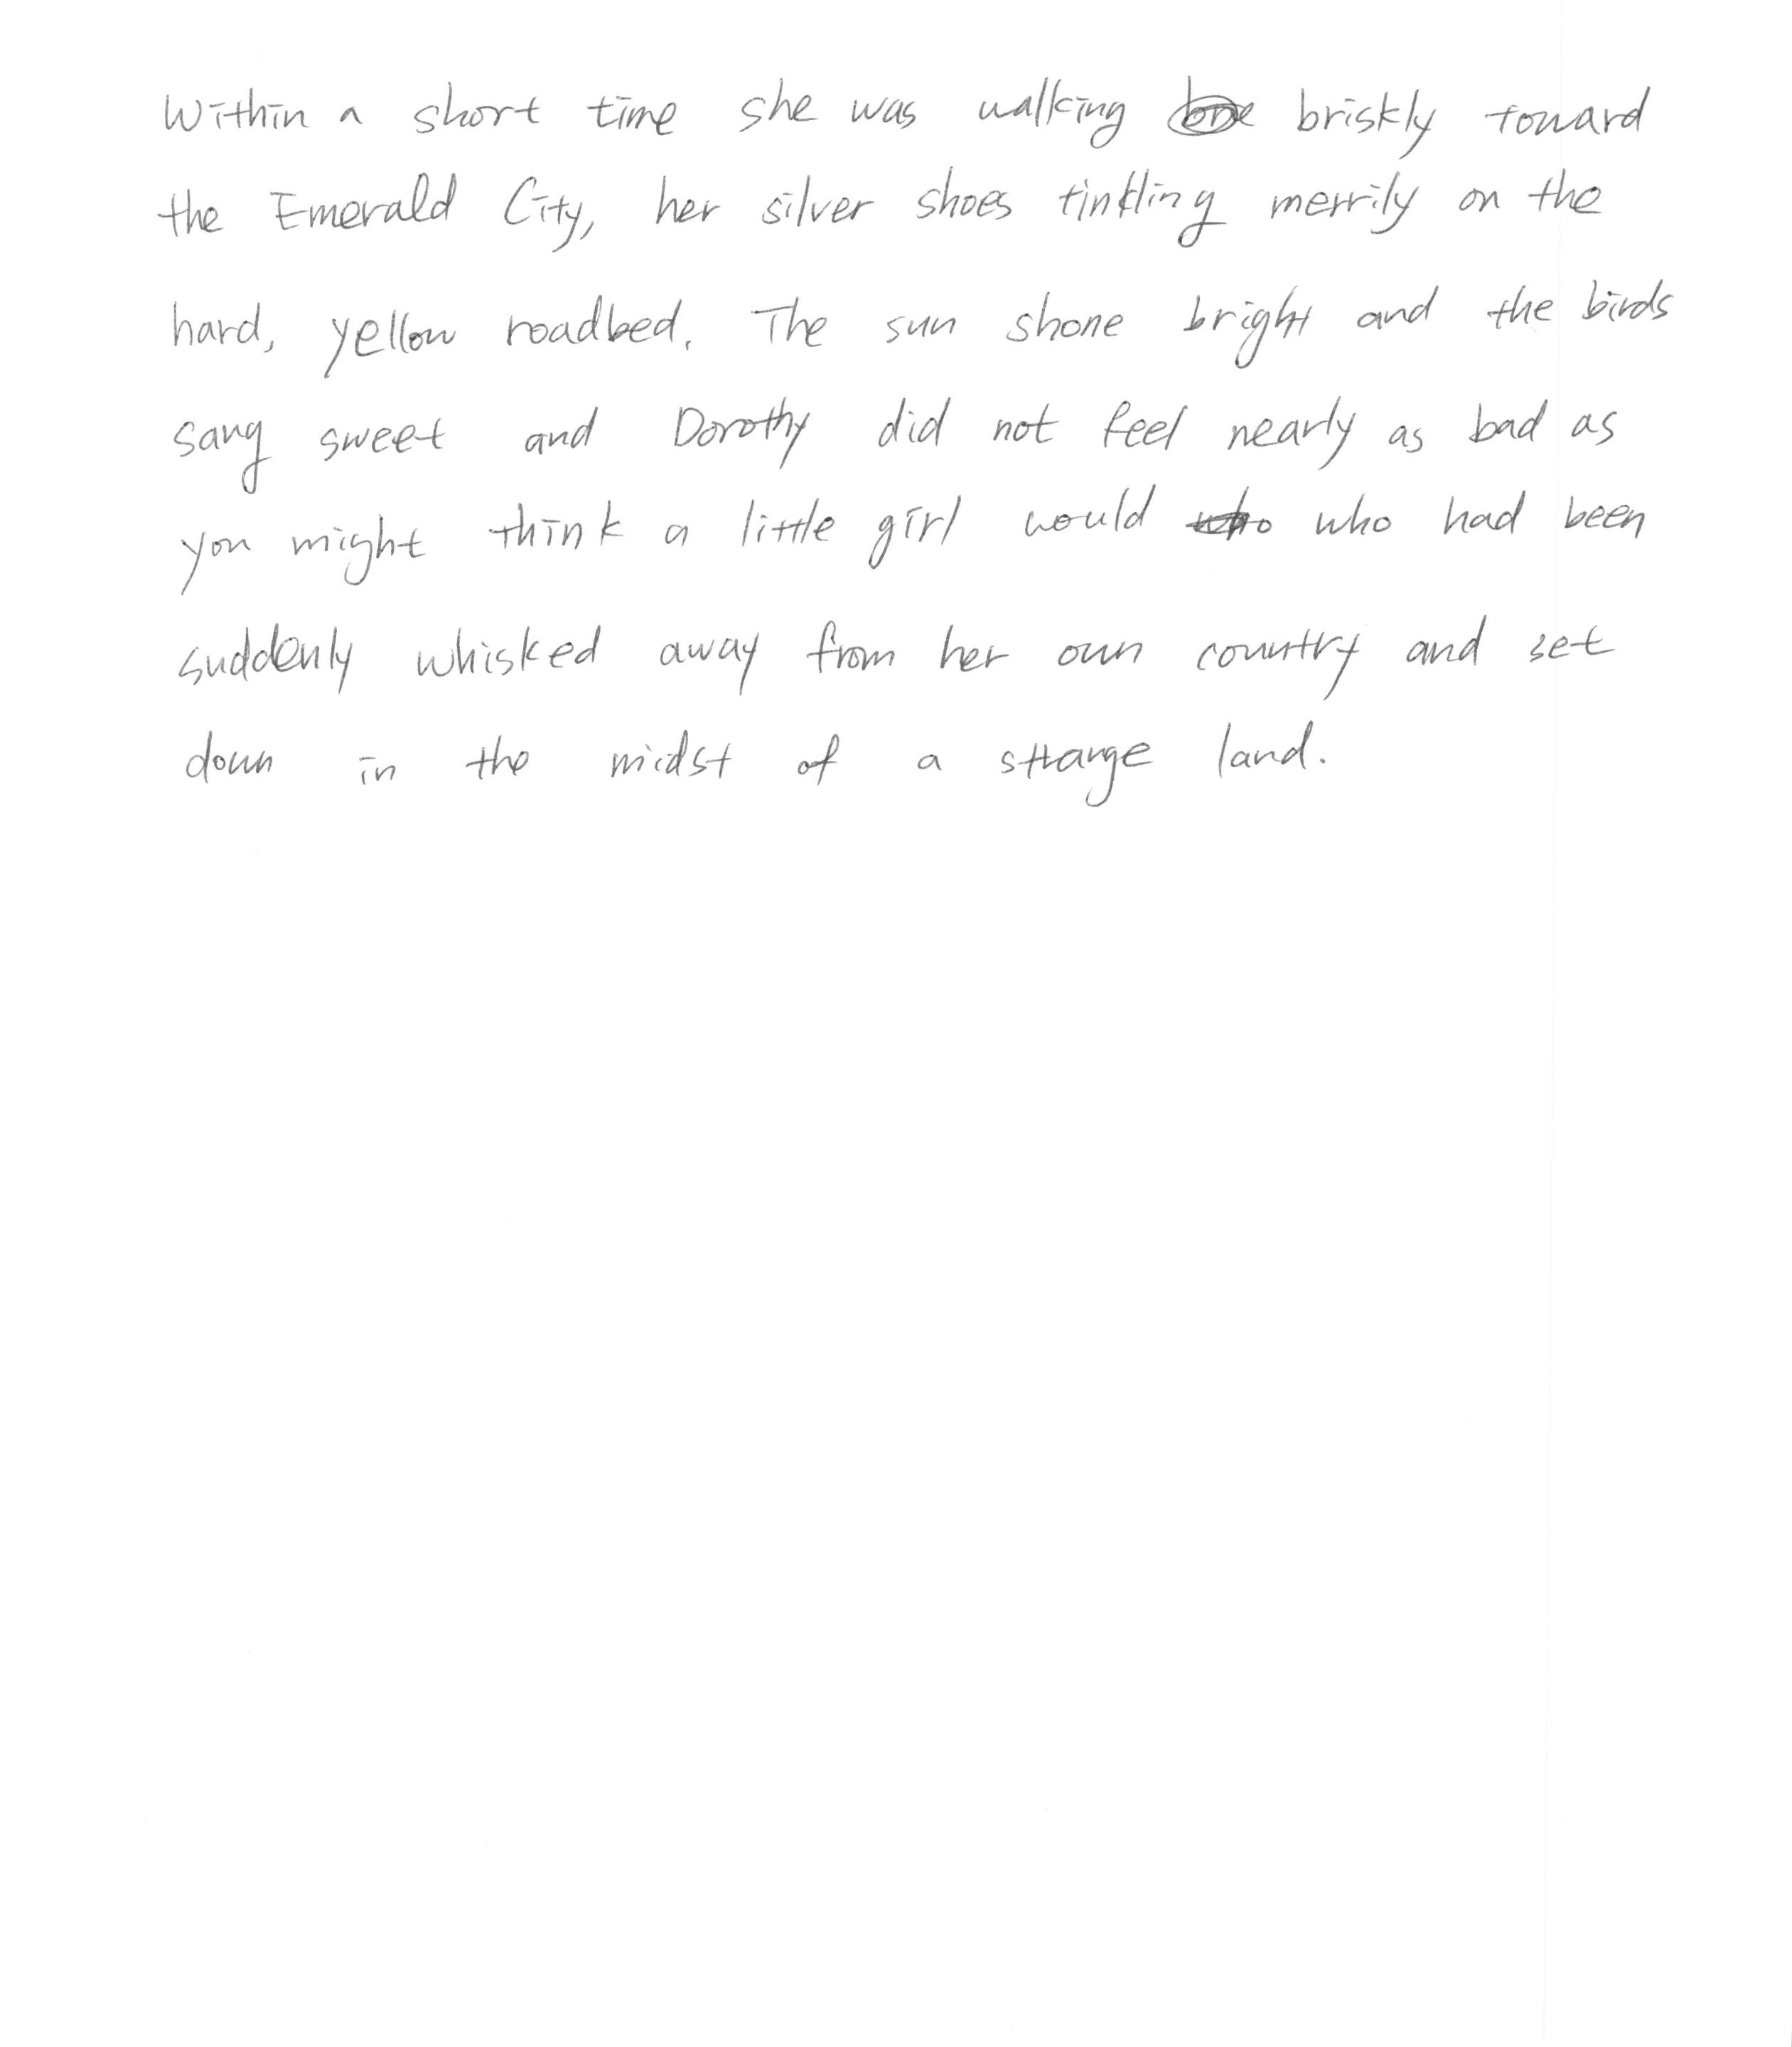 Within a short time she was walking briskly toward
the Emerald City, her silver shoes tinkling merrily on the
hard, yellow roadbed. The sun shone bright and the birds
sang sweet and Dorothy did not feel nearly as bad as
you might think a little girl would who had been
suddenly whisked away from her own country and set
down in the midst of a strange land.